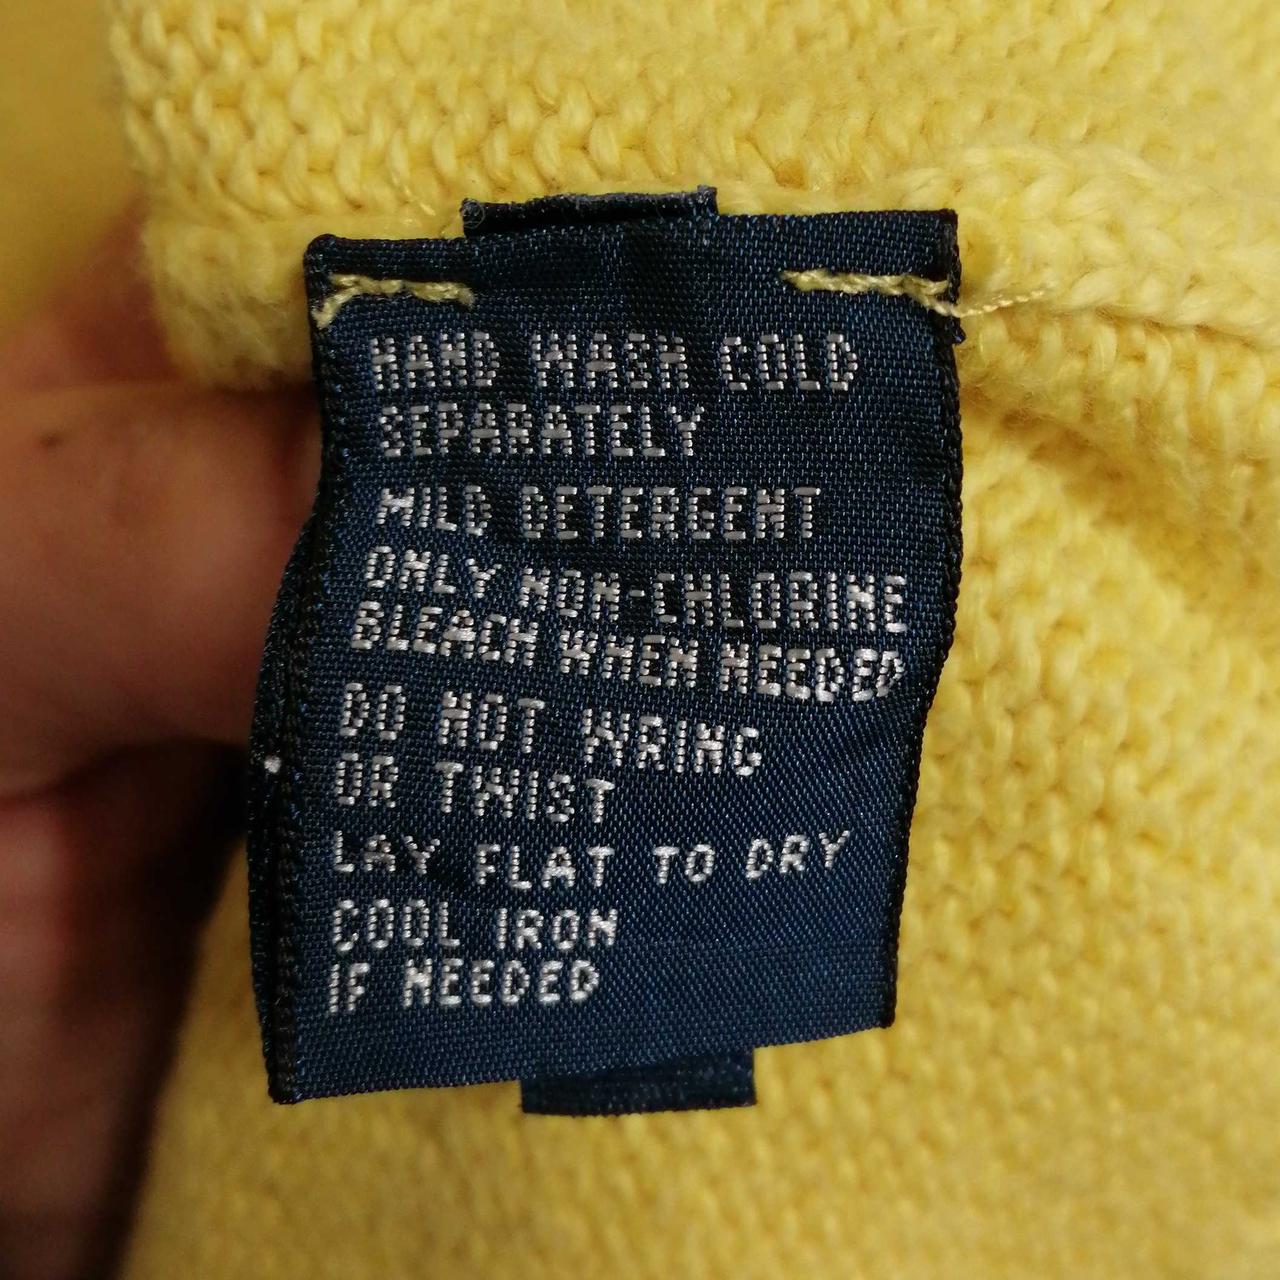 HAND WASH COLD
SEPARATELY
MILD DETERGENT
ONLY NON-CHLORINE
BLEACH WHEN NEEDED
DO NOT WRING
OR TWIST
LAY FLAT TO DRY
COOL IRON
IF NEEDED